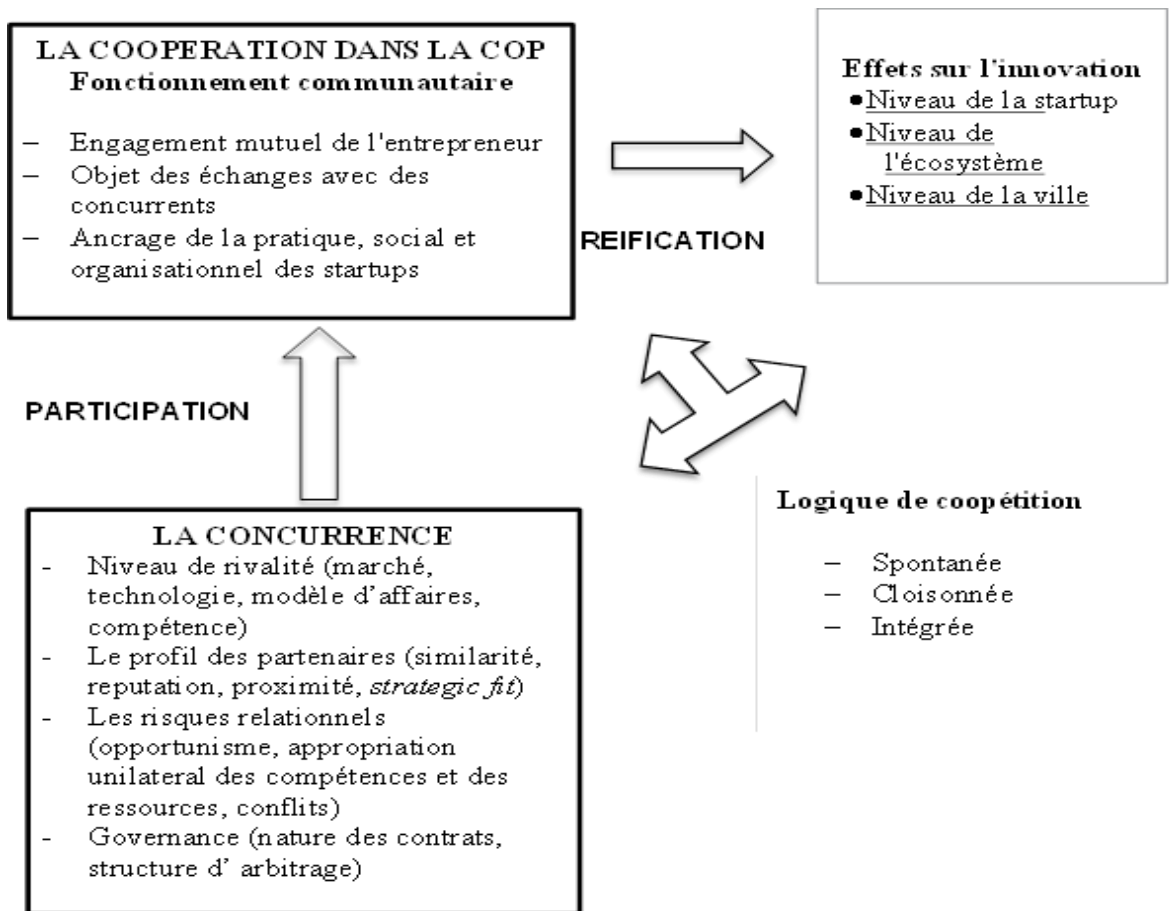 LA COOPERATION DANS LA COP
Fonctionnement communautaire
– Engagement mutuel de l'entrepreneur
– Objet des échanges avec des
concurrents
– Ancrage de la pratique, social et
organisationnel des startups
Effets sur l'innovation
●Niveau de la startup
●Niveau de
l'écosystème
●Niveau de la ville
REIFICATION
PARTICIPATION
LA CONCURRENCE
- Niveau de rivalité (marché,
technologie, modèle d’affaires,
compétence)
- Le profil des partenaires (similarité,
reputation, proximité, strategic fit)
- Les risques relationnels
(opportunisme, appropriation
unilateral des compétences et des
ressources, conflits)
- Governance (nature des contrats,
structure d’ arbitrage)
Logique de coopétition
– Spontanée
– Cloisonnée
– Intégrée